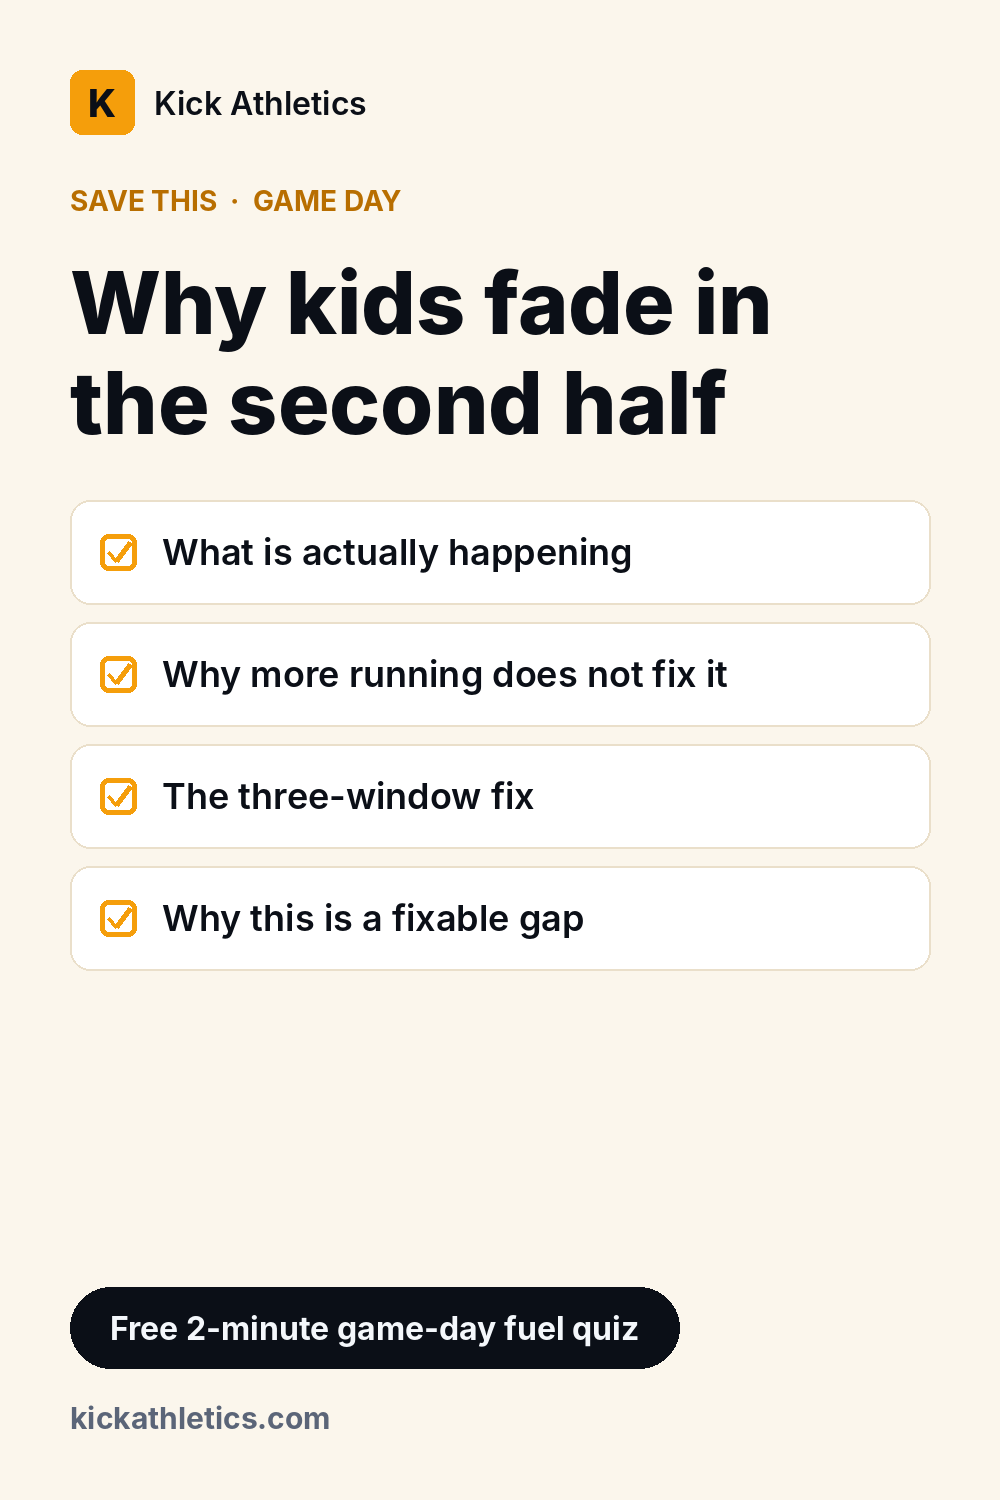 K
Kick Athletics
SAVE THIS · GAME DAY
Why kids fade in
the second half
What is actually happening
Why more running does not fix it
The three-window fix
Why this is a fixable gap
Free 2-minute game-day fuel quiz
kickathletics.com